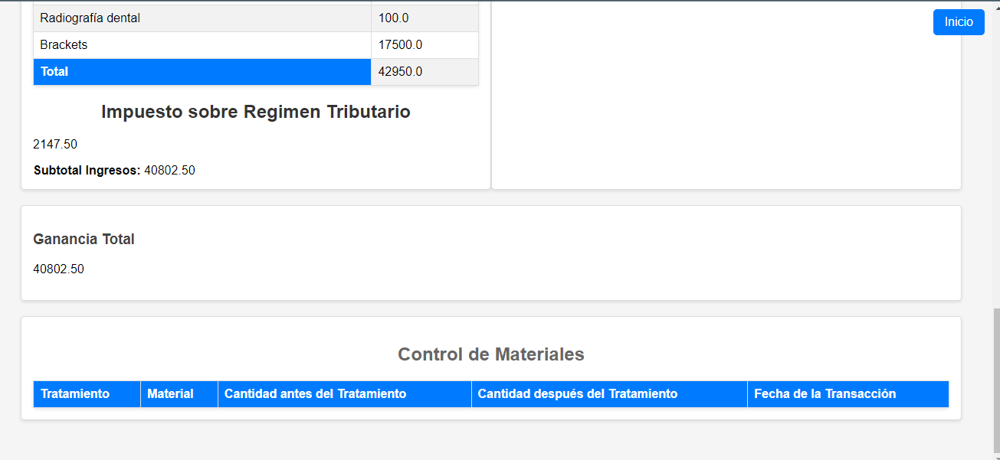 Radiografía dental 100.0
Inicio
Brackets 17500.0
Total 42950.0
Impuesto sobre Regimen Tributario
2147.50
Subtotal Ingresos: 40802.50
Ganancia Total
40802.50
Control de Materiales
Tratamiento Material Cantidad antes del Tratamiento Cantidad después del Tratamiento Fecha de la Transacción